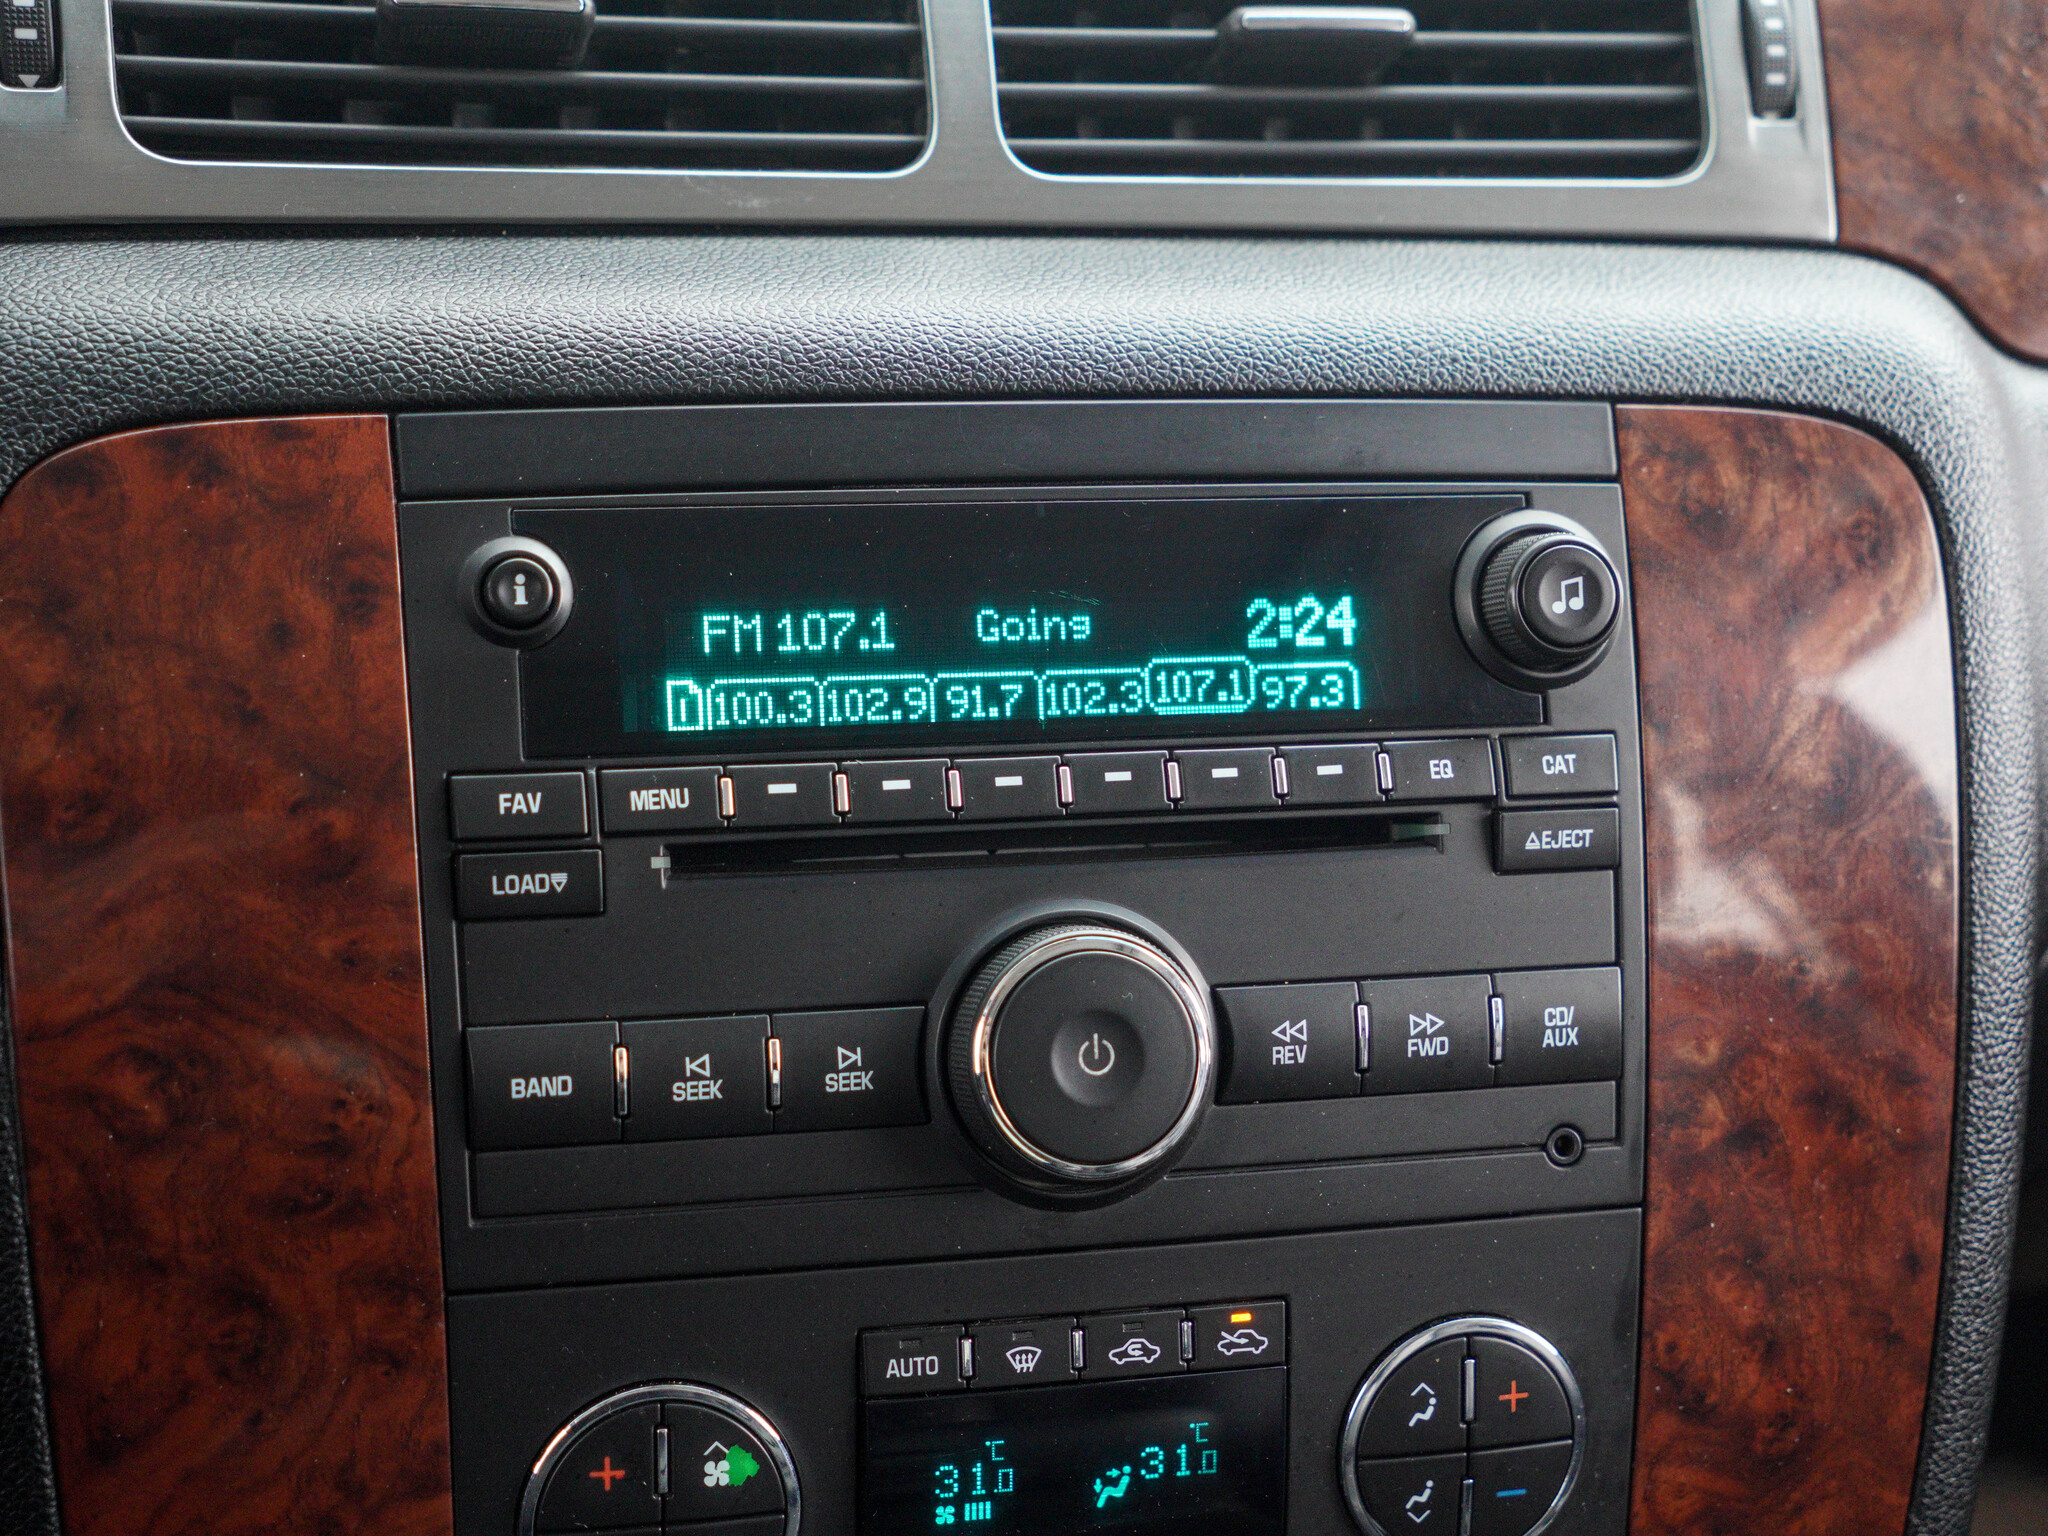 i
FM 107.1 Going 2:24
1 100.3 102.9 91.7 102.3 107.1 97.3
FAV MENU EQ CAT
LOAD EJECT
BAND SEEK SEEK REV FWD CD/
AUX
AUTO
°C °C
31.0 31.0